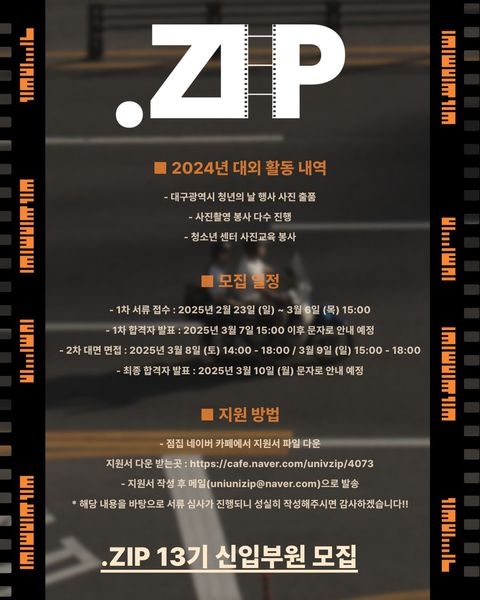 .ZIP
■ 2024년 대외 활동 내역
- 대구광역시 청년의 날 행사 사진 출품
- 사진촬영 봉사 다수 진행
- 청소년 센터 사진교육 봉사
■ 모집 일정
- 1차 서류 접수 : 2025년 2월 23일 (일) ~ 3월 6일 (목) 15:00
- 1차 합격자 발표 : 2025년 3월 7일 15:00 이후 문자로 안내 예정
- 2차 대면 면접 : 2025년 3월 8일 (토) 14:00 - 18:00 / 3월 9일 (일) 15:00 - 18:00
- 최종 합격자 발표 : 2025년 3월 10일 (월) 문자로 안내 예정
■ 지원 방법
- 점집 네이버 카페에서 지원서 파일 다운
지원서 다운 받는곳 : https://cafe.naver.com/univzip/4073
- 지원서 작성 후 메일(uniunizip@naver.com)으로 발송
* 해당 내용을 바탕으로 서류 심사가 진행되니 성실히 작성해주시면 감사하겠습니다!!
.ZIP 13기 신입부원 모집